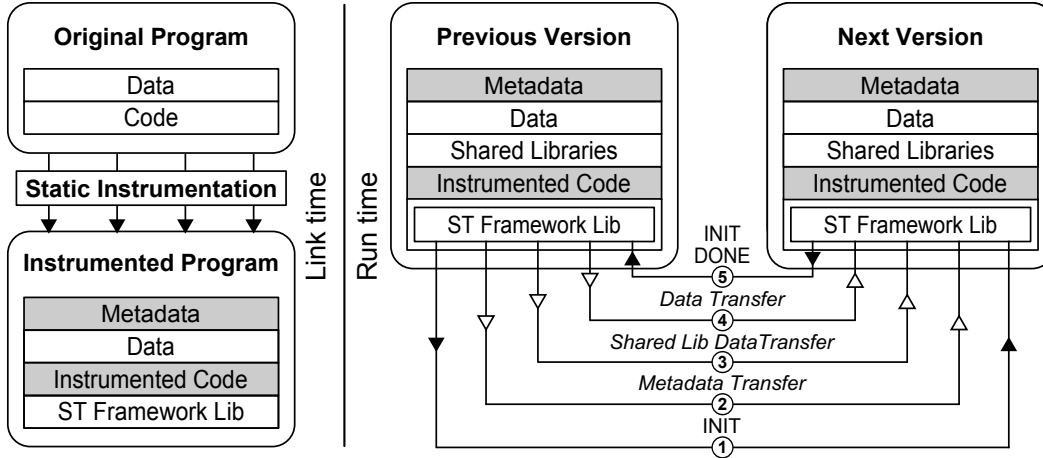 Original Program
Data
Code
Static Instrumentation
Instrumented Program
Metadata
Data
Instrumented Code
ST Framework Lib
Link time
Run time
Previous Version
Metadata
Data
Shared Libraries
Instrumented Code
ST Framework Lib
Next Version
Metadata
Data
Shared Libraries
Instrumented Code
ST Framework Lib
INIT
DONE
5
Data Transfer
4
Shared Lib DataTransfer
3
Metadata Transfer
2
INIT
1